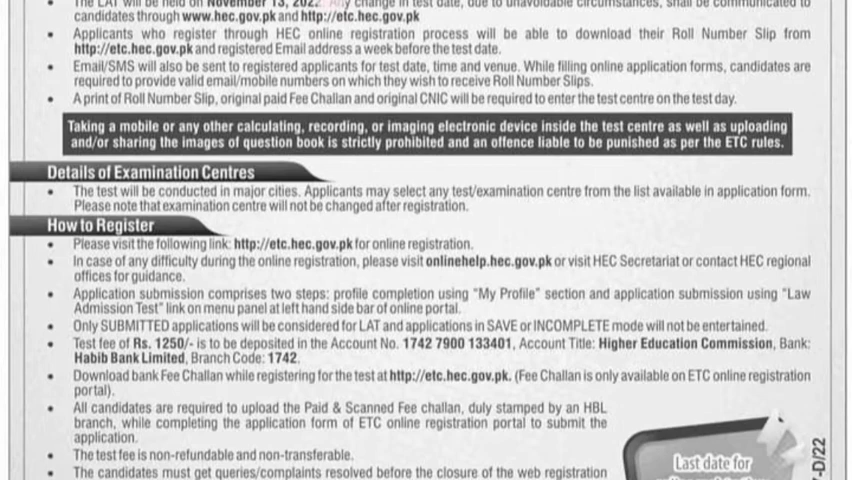 The LAT will be held on November 13, 2022. Any change in test date, due to unavoidable circumstances, shall be communicated to
candidates through www.hec.gov.pk and http://etc.hec.gov.pk
• Applicants who register through HEC online registration process will be able to download their Roll Number Slip from
http://etc.hec.gov.pk and registered Email address a week before the test date.
• Email/SMS will also be sent to registered applicants for test date, time and venue. While filling online application forms, candidates are
required to provide valid email/mobile numbers on which they wish to receive Roll Number Slips.
• A print of Roll Number Slip, original paid Fee Challan and original CNIC will be required to enter the test centre on the test day.
Taking a mobile or any other calculating, recording, or imaging electronic device inside the test centre as well as uploading
and/or sharing the images of question book is strictly prohibited and an offence liable to be punished as per the ETC rules.
Details of Examination Centres
• The test will be conducted in major cities. Applicants may select any test/examination centre from the list available in application form.
Please note that examination centre will not be changed after registration.
How to Register
• Please visit the following link: http://etc.hec.gov.pk for online registration.
• In case of any difficulty during the online registration, please visit onlinehelp.hec.gov.pk or visit HEC Secretariat or contact HEC regional
offices for guidance.
• Application submission comprises two steps: profile completion using "My Profile" section and application submission using "Law
Admission Test" link on menu panel at left hand side bar of online portal.
• Only SUBMITTED applications will be considered for LAT and applications in SAVE or INCOMPLETE mode will not be entertained.
• Test fee of Rs. 1250/- is to be deposited in the Account No. 1742 7900 133401, Account Title: Higher Education Commission, Bank:
Habib Bank Limited, Branch Code: 1742.
• Download bank Fee Challan while registering for the test at http://etc.hec.gov.pk. (Fee Challan is only available on ETC online registration
portal).
• All candidates are required to upload the Paid & Scanned Fee challan, duly stamped by an HBL
branch, while completing the application form of ETC online registration portal to submit the
application.
• The test fee is non-refundable and non-transferable.
• The candidates must get queries/complaints resolved before the closure of the web registration
Last date for
7-D/22